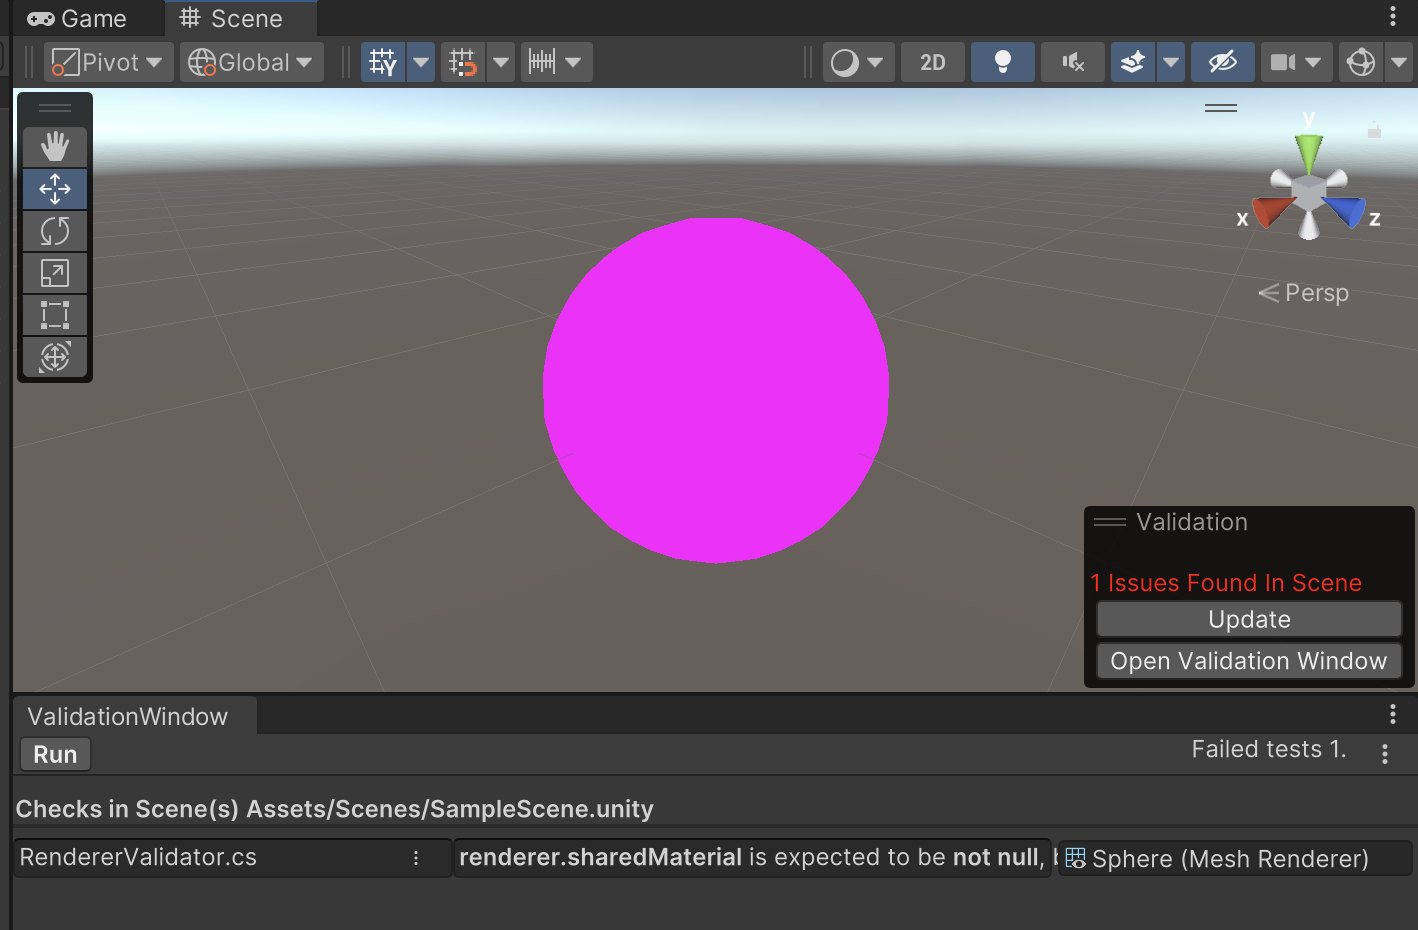 Game
Scene
Pivot
Global
2D
y
x
z
Persp
Validation
1 Issues Found In Scene
Update
Open Validation Window
ValidationWindow
Run
Failed tests 1.
Checks in Scene(s) Assets/Scenes/SampleScene.unity
RendererValidator.cs
renderer.sharedMaterial is expected to be not null,
Sphere (Mesh Renderer)